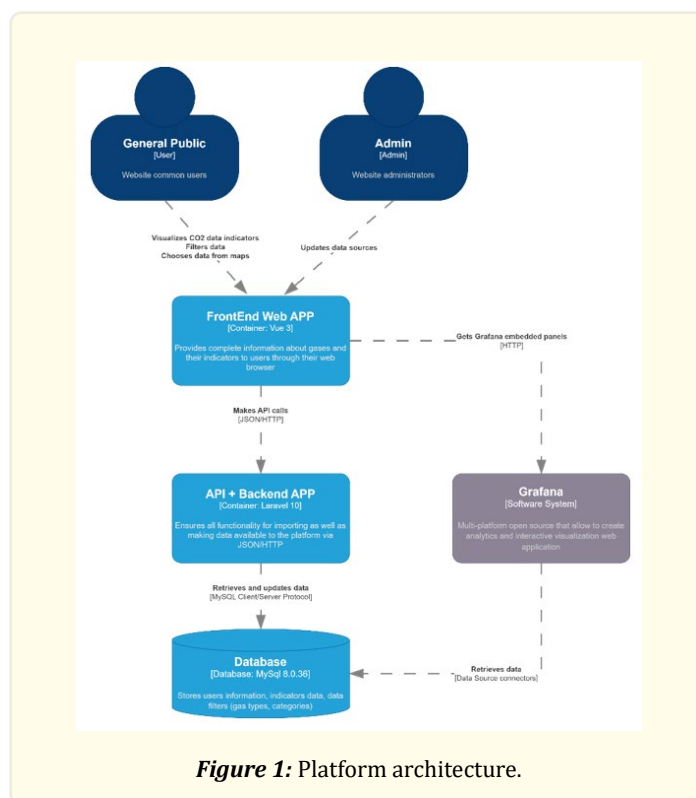 General Public
[User]
Website common users
Admin
[Admin]
Website administrators
Visualizes CO2 data indicators
Filters data
Chooses data from maps
Updates data sources
FrontEnd Web APP
[Container: Vue 3]
Provides complete information about gases and
their indicators to users through their web
browser
Gets Grafana embedded panels
[HTTP]
Makes API calls
[JSON/HTTP]
API + Backend APP
[Container: Laravel 10]
Ensures all functionality for importing as well as
making data available to the platform via
JSON/HTTP
Grafana
[Software System]
Multi-platform open source that allow to create
analytics and interactive visualization web
application
Retrieves and updates data
[MySQL Client/Server Protocol]
Database
[Database: MySql 8.0.36]
Stores users information, indicators data, data
filters (gas types, categories)
Retrieves data
[Data Source connectors]
Figure 1: Platform architecture.